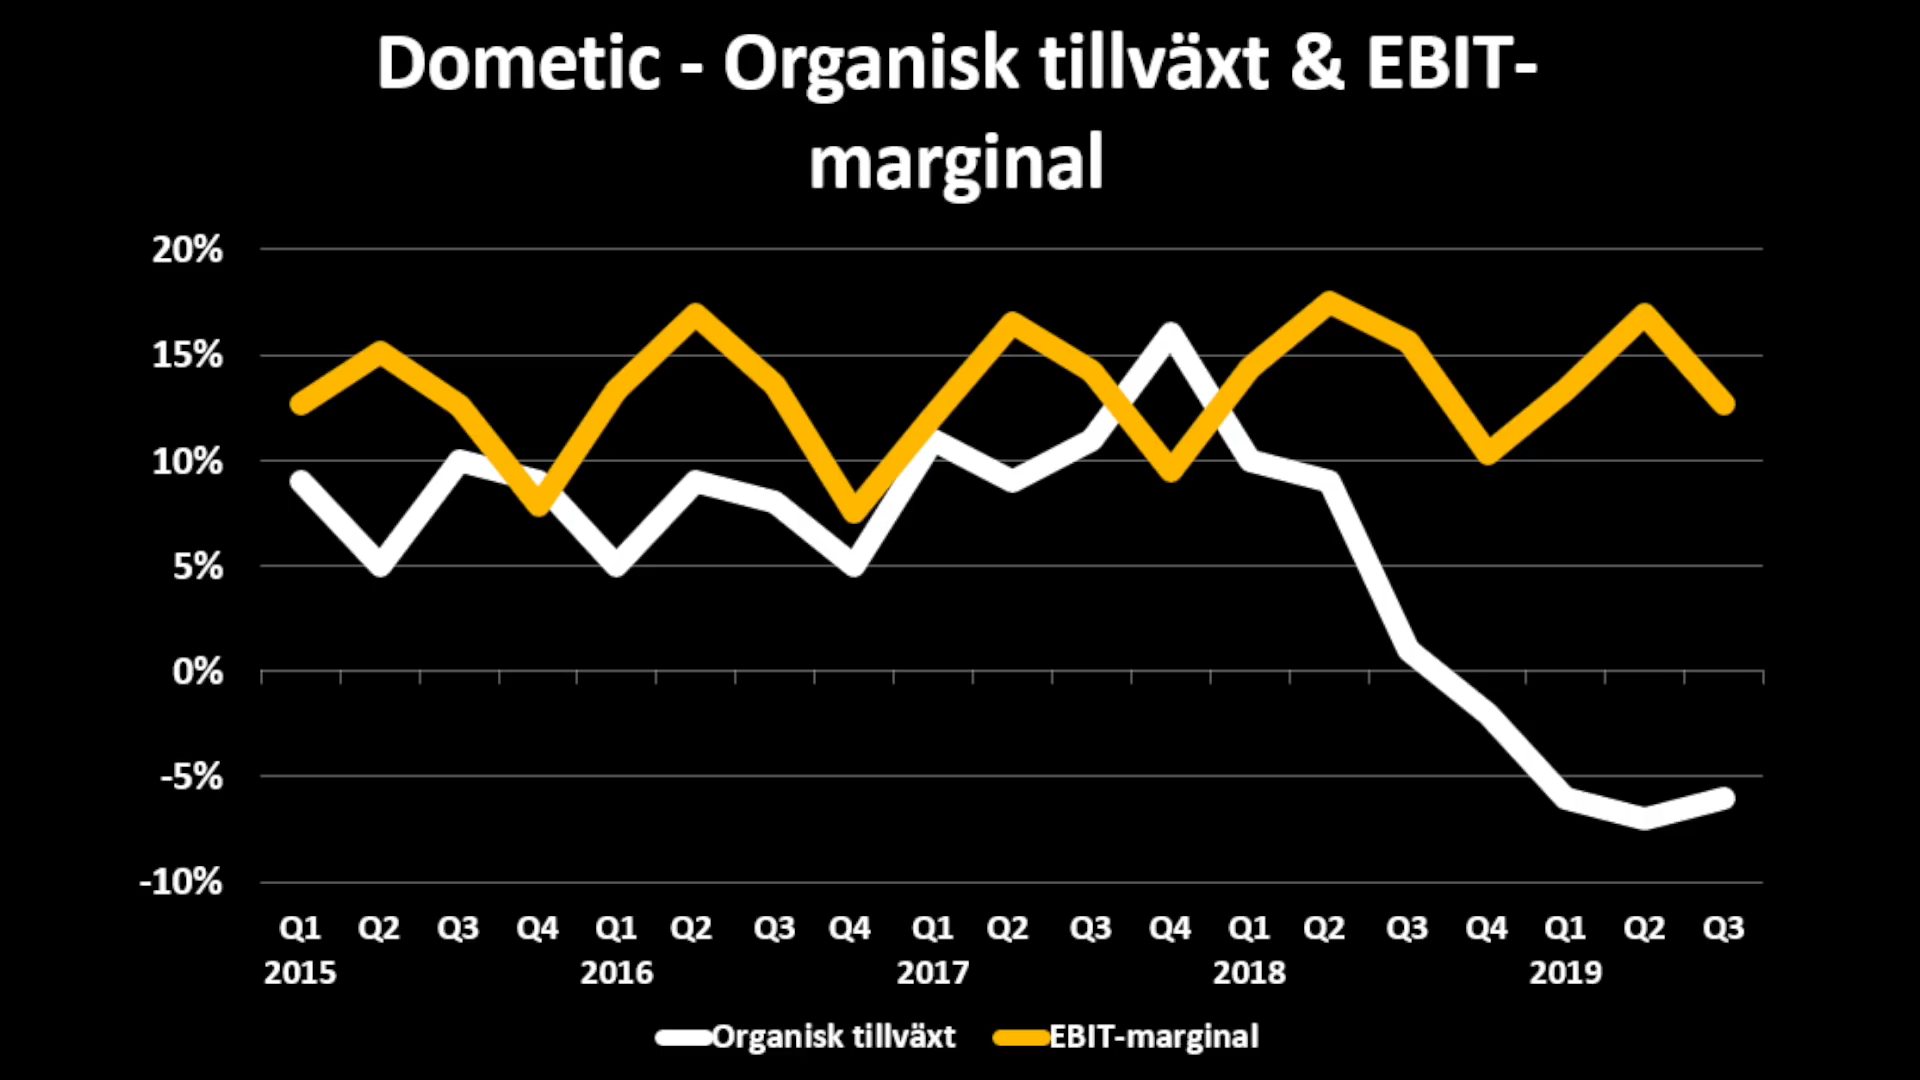 Dometic - Organisk tillväxt & EBIT-
marginal
20%
15%
10%
5%
0%
-5%
-10%
Q1 Q2 Q3 Q4 Q1 Q2 Q3 Q4 Q1 Q2 Q3 Q4 Q1 Q2 Q3 Q4 Q1 Q2 Q3
2015 2016 2017 2018 2019
Organisk tillväxt EBIT-marginal